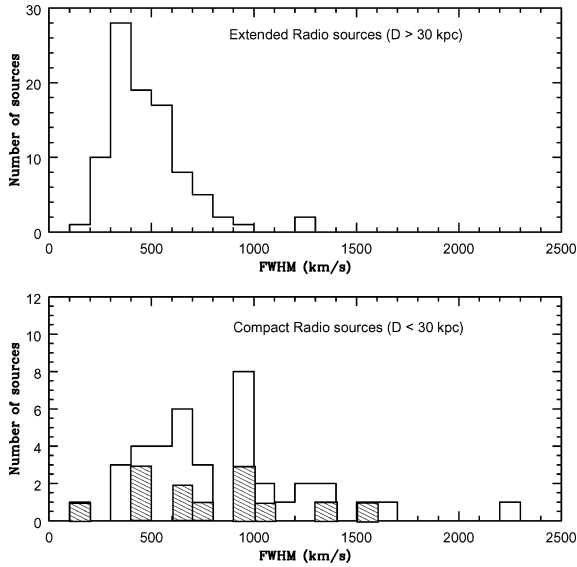 30
Extended Radio sources (D > 30 kpc)
20
Number of sources
10
0
0 500 1000 1500 2000 2500
FWHM (km/s)
12
Compact Radio sources (D < 30 kpc)
10
8
Number of sources
6
4
2
0
0 500 1000 1500 2000 2500
FWHM (km/s)